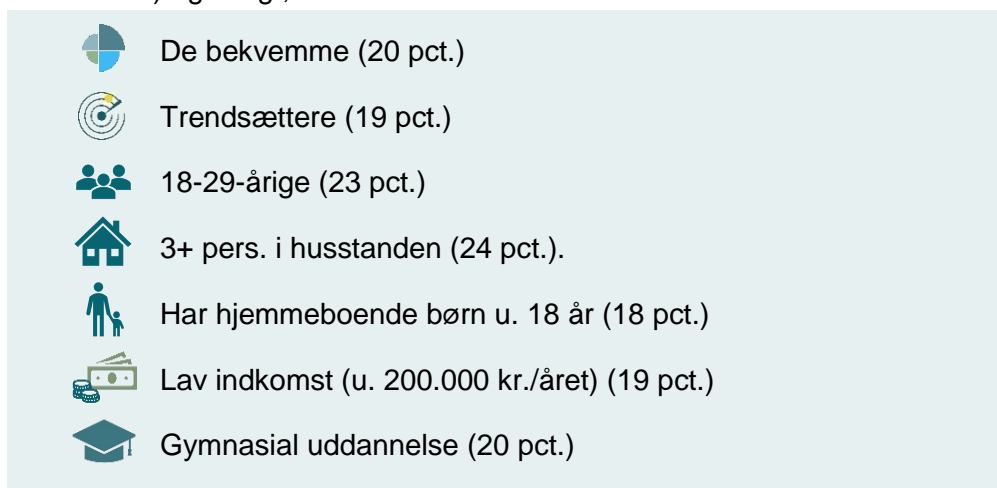 De bekvemme (20 pct.)
Trendsættere (19 pct.)
18-29-årige (23 pct.)
3+ pers. i husstanden (24 pct.).
Har hjemmeboende børn u. 18 år (18 pct.)
Lav indkomst (u. 200.000 kr./året) (19 pct.)
Gymnasial uddannelse (20 pct.)